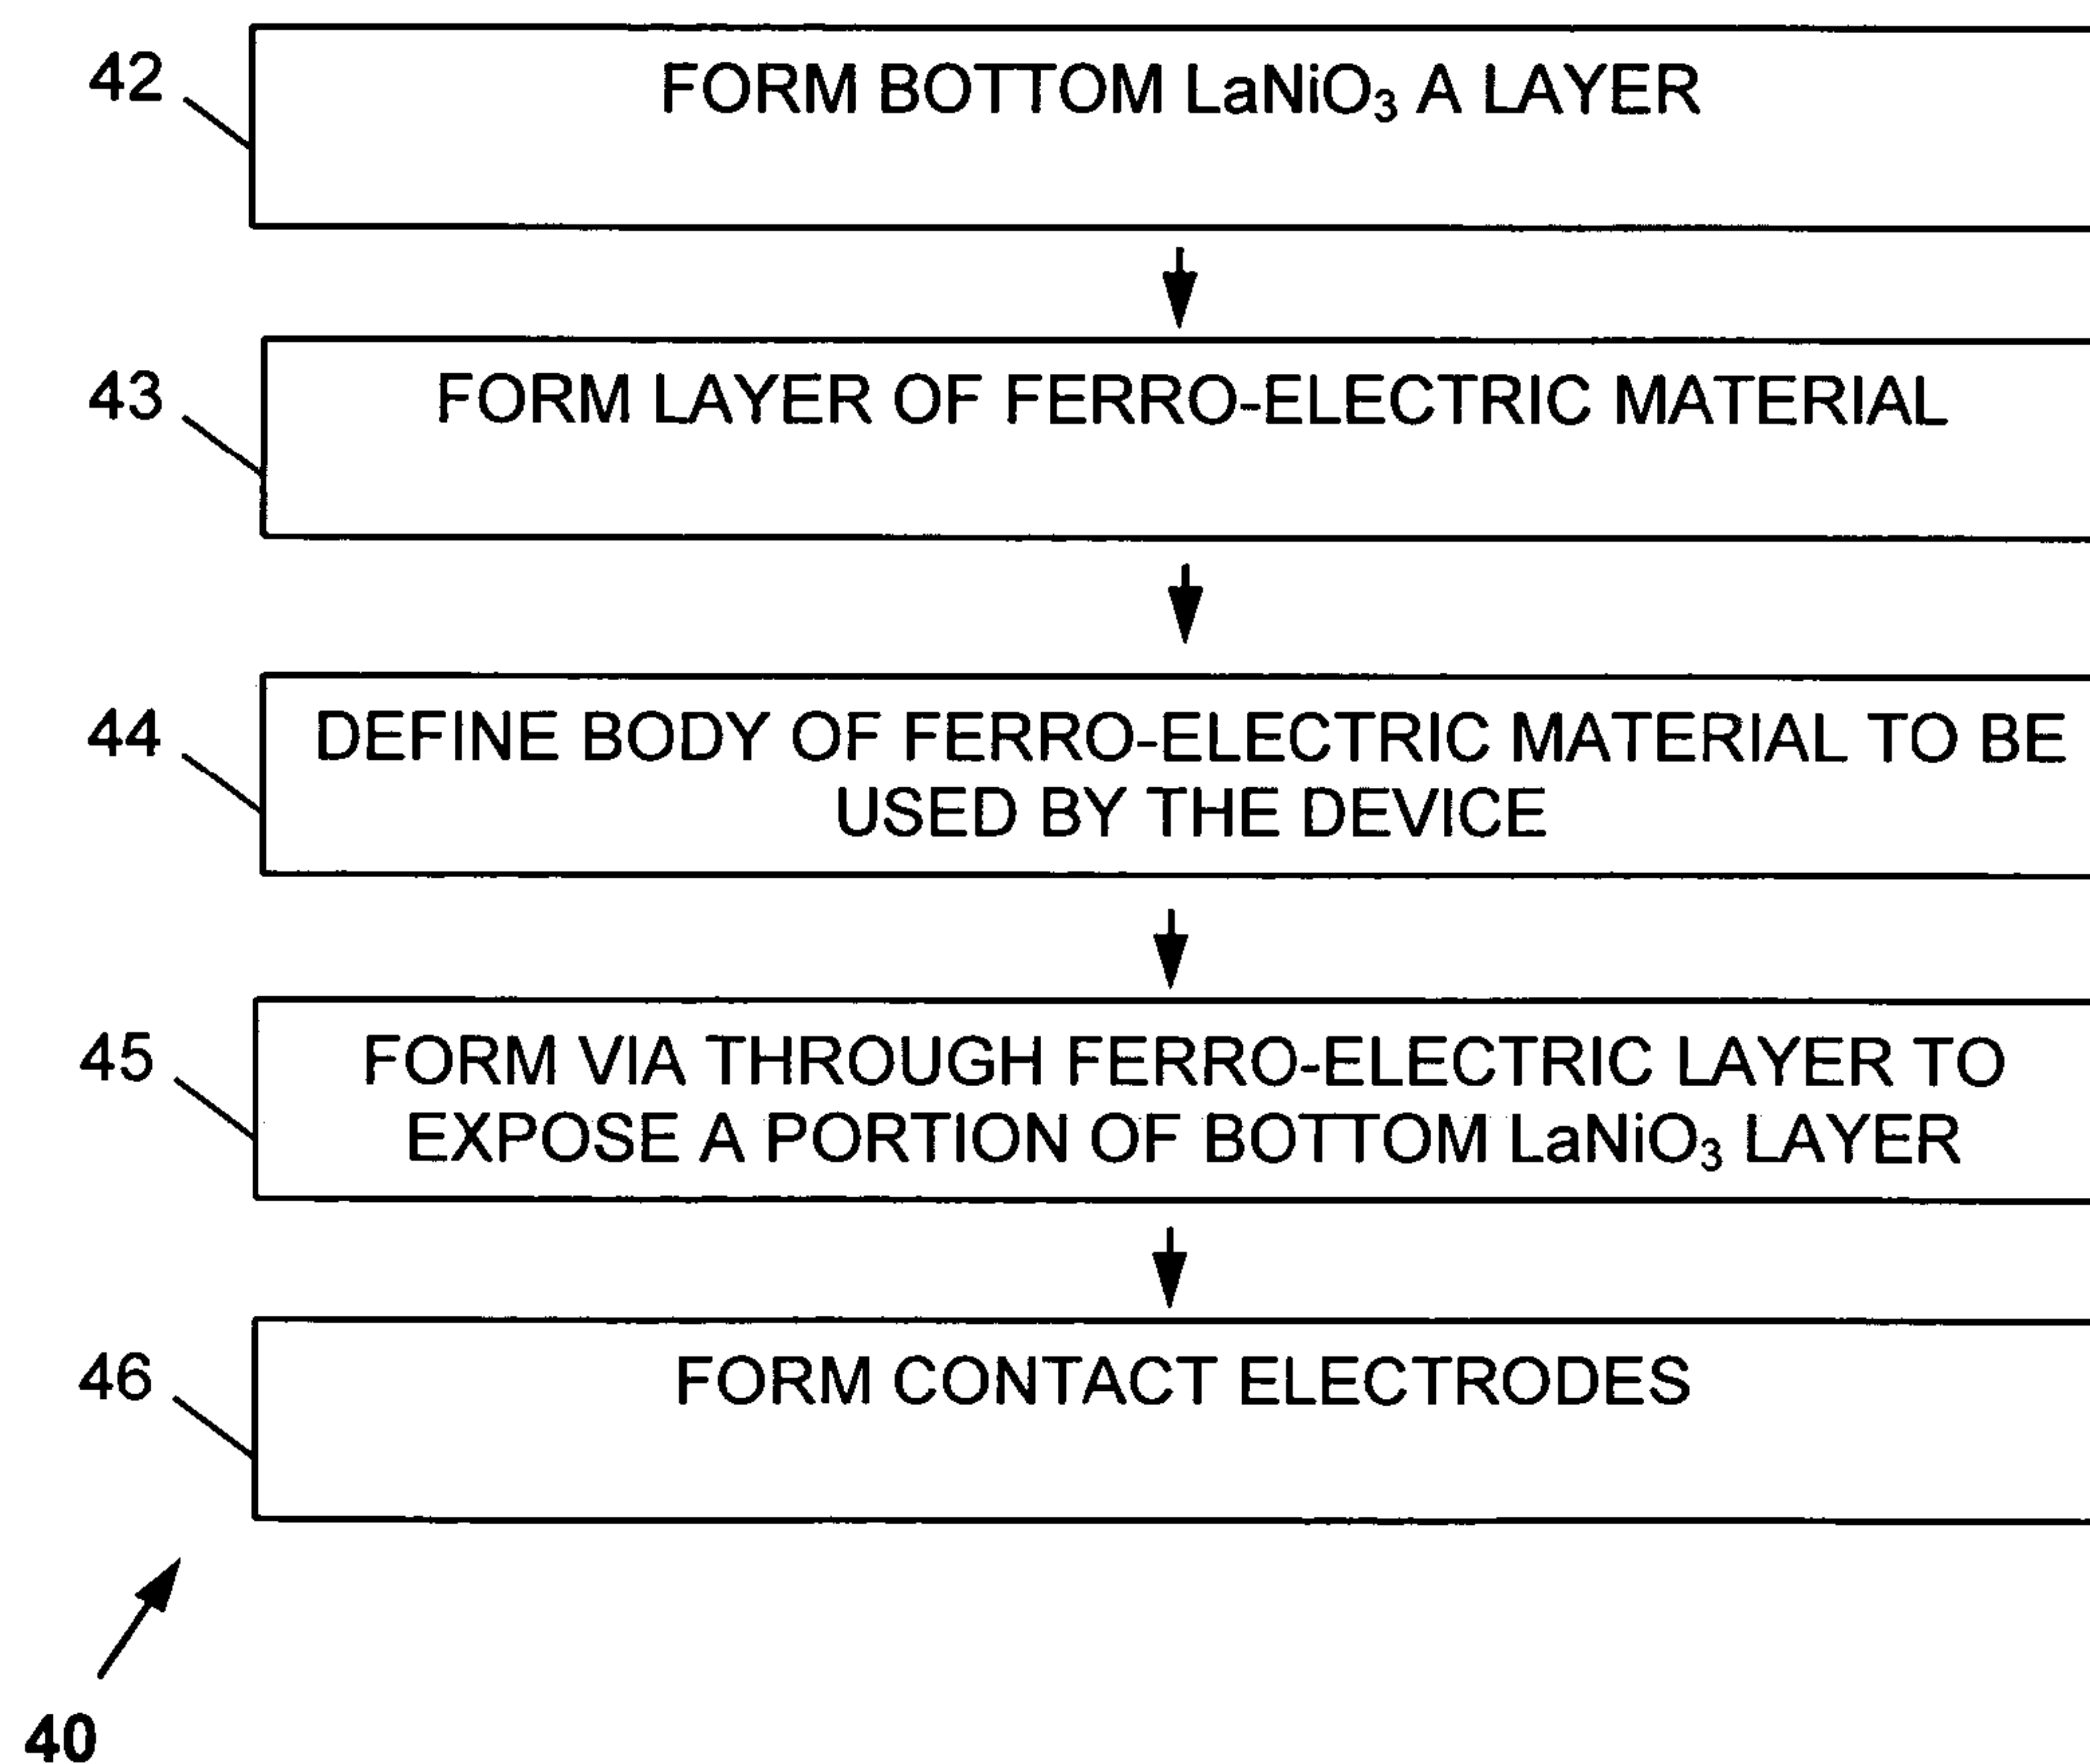 42
FORM BOTTOM LaNiO₃ A LAYER
43
FORM LAYER OF FERRO-ELECTRIC MATERIAL
44
DEFINE BODY OF FERRO-ELECTRIC MATERIAL TO BE
USED BY THE DEVICE
45
FORM VIA THROUGH FERRO-ELECTRIC LAYER TO
EXPOSE A PORTION OF BOTTOM LaNiO₃ LAYER
46
FORM CONTACT ELECTRODES
40